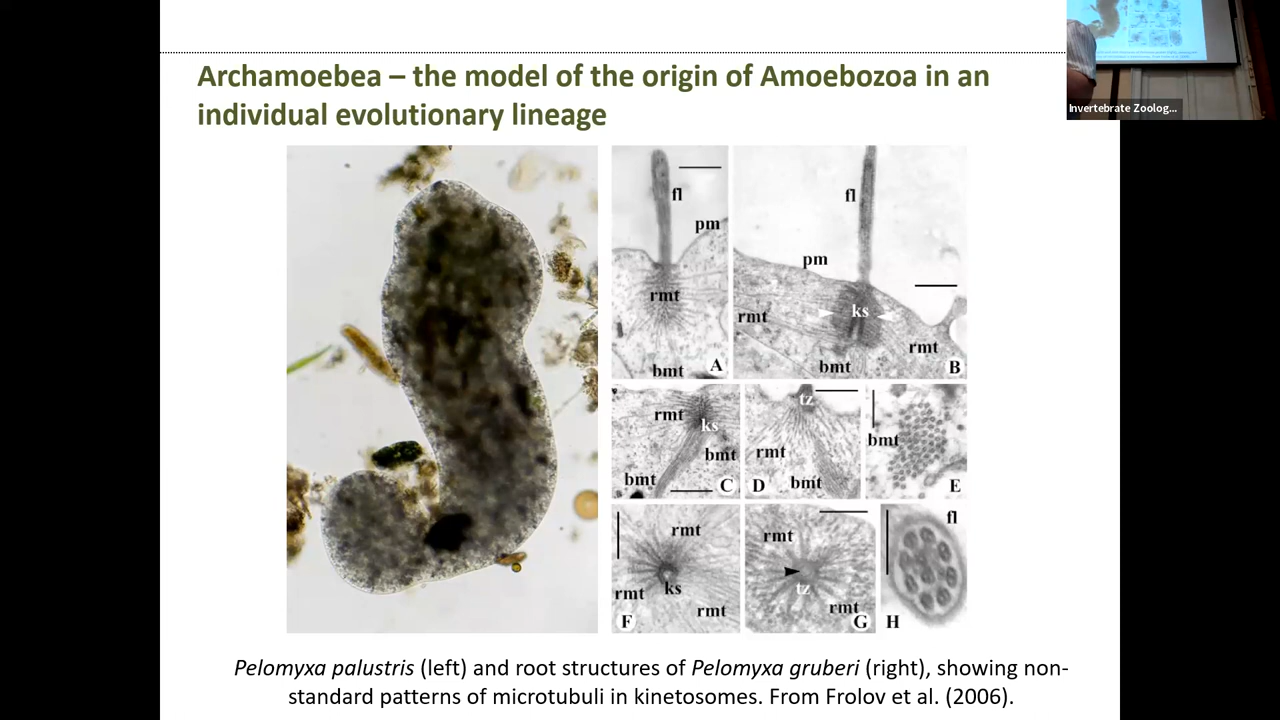 Archamoebea – the model of the origin of Amoebozoa in an
individual evolutionary lineage
Invertebrate Zoolog...
fl
pm
rmt
bmt
A
fl
pm
rmt
ks
rmt
bmt
B
rmt
ks
bmt
bmt
C
tz
rmt
bmt
D
bmt
E
rmt
ks
rmt
rmt
F
rmt
tz
rmt
G
fl
H
Pelomyxa palustris (left) and root structures of Pelomyxa gruberi (right), showing non-
standard patterns of microtubuli in kinetosomes. From Frolov et al. (2006).